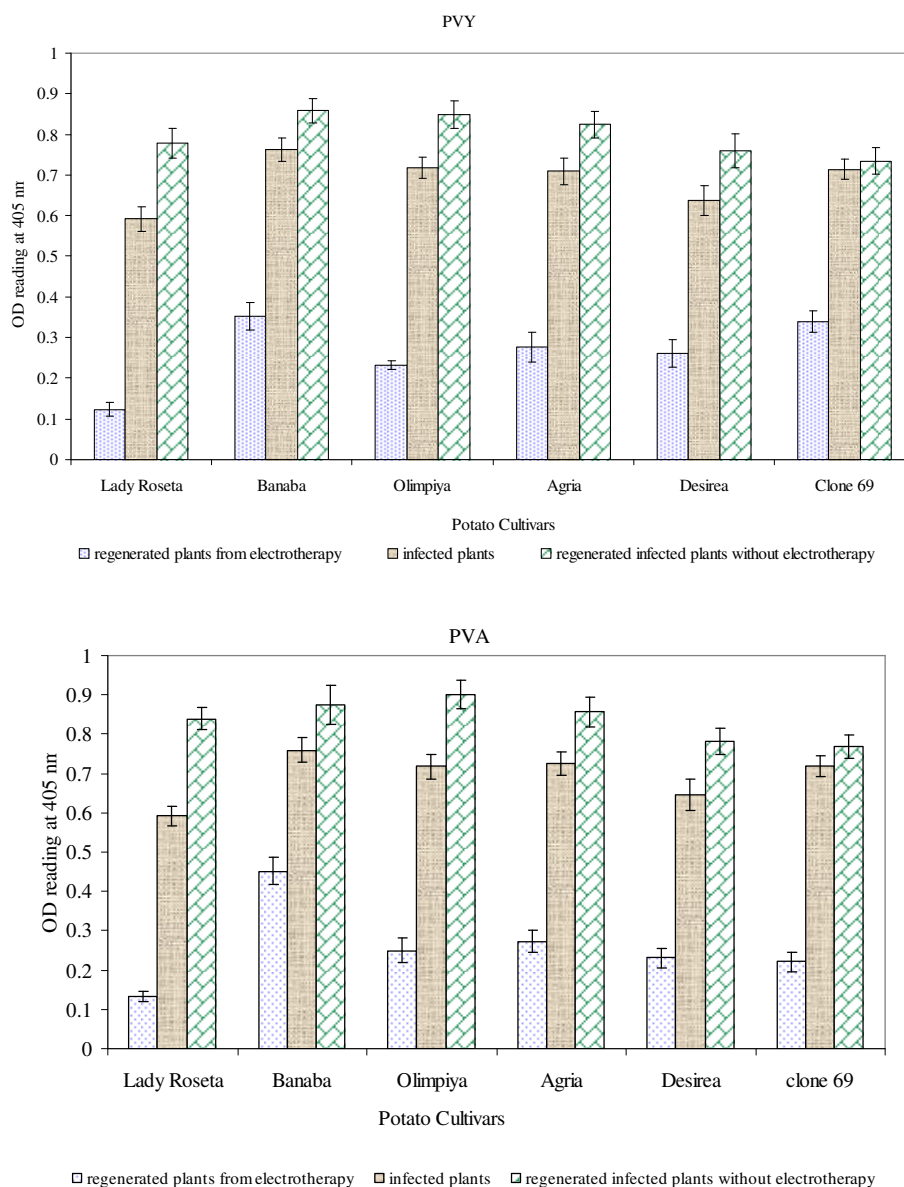 PVY
1
0.9
0.8
0.7
0.6
0.5
0.4
0.3
0.2
0.1
0
OD reading at 405 nn
Lady Roseta Banaba Olimpiya Agria Desirea Clone 69
Potato Cultivars
regenerated plants from electrotherapy infected plants regenerated infected plants without electrotherapy
PVA
1
0.9
0.8
0.7
0.6
0.5
0.4
0.3
0.2
0.1
0
OD reading at 405 nn
Lady Roseta Banaba Olimpiya Agria Desirea clone 69
Potato Cultivars
regenerated plants from electrotherapy infected plants regenerated infected plants without electrotherapy